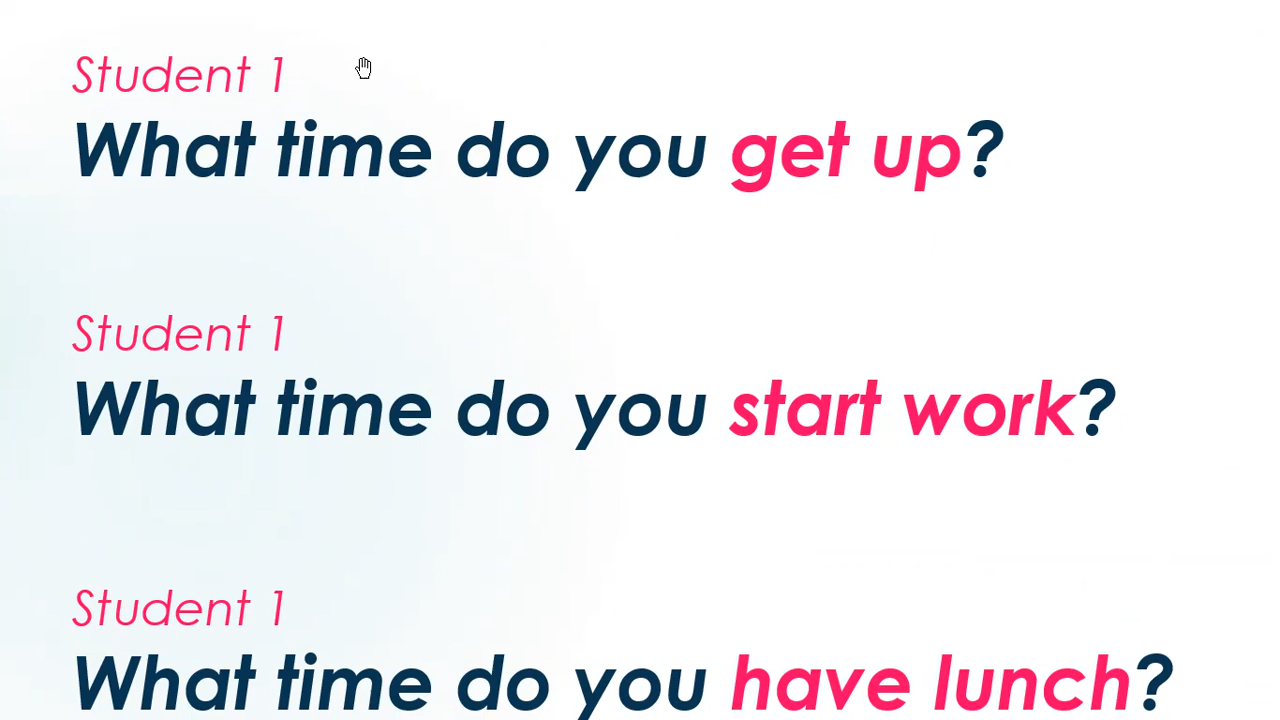 Student 1
What time do you get up?
Student 1
What time do you start work?
Student 1
What time do you have lunch?